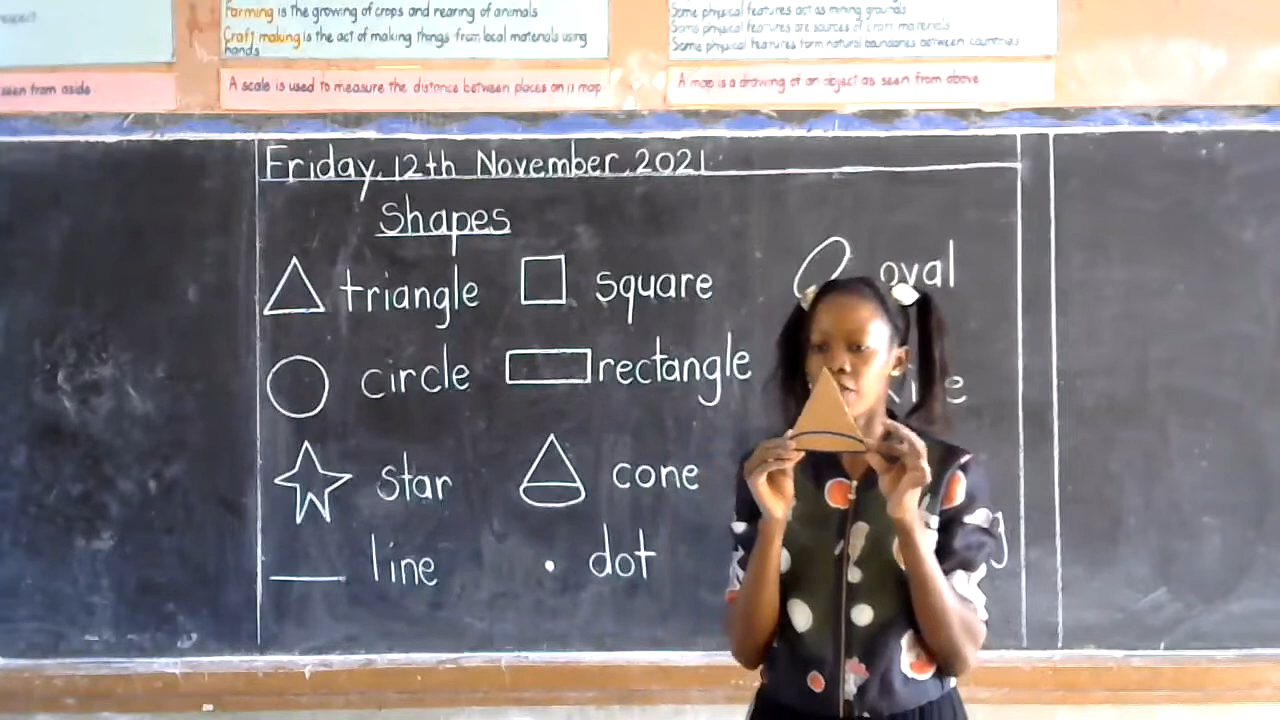 Farming is the growing of crops and rearing of animals
Craft making is the act of making things from local materials using
hands
Some physical features act as mining grounds
Some physical features are sources of craft materials
Some physical features form natural boundaries between countries
seen from aside
A scale is used to measure the distance between places on a map
A map is a drawing of an object as seen from above
Friday, 12th November, 2021
Shapes
triangle square oval
circle rectangle
star cone
line dot